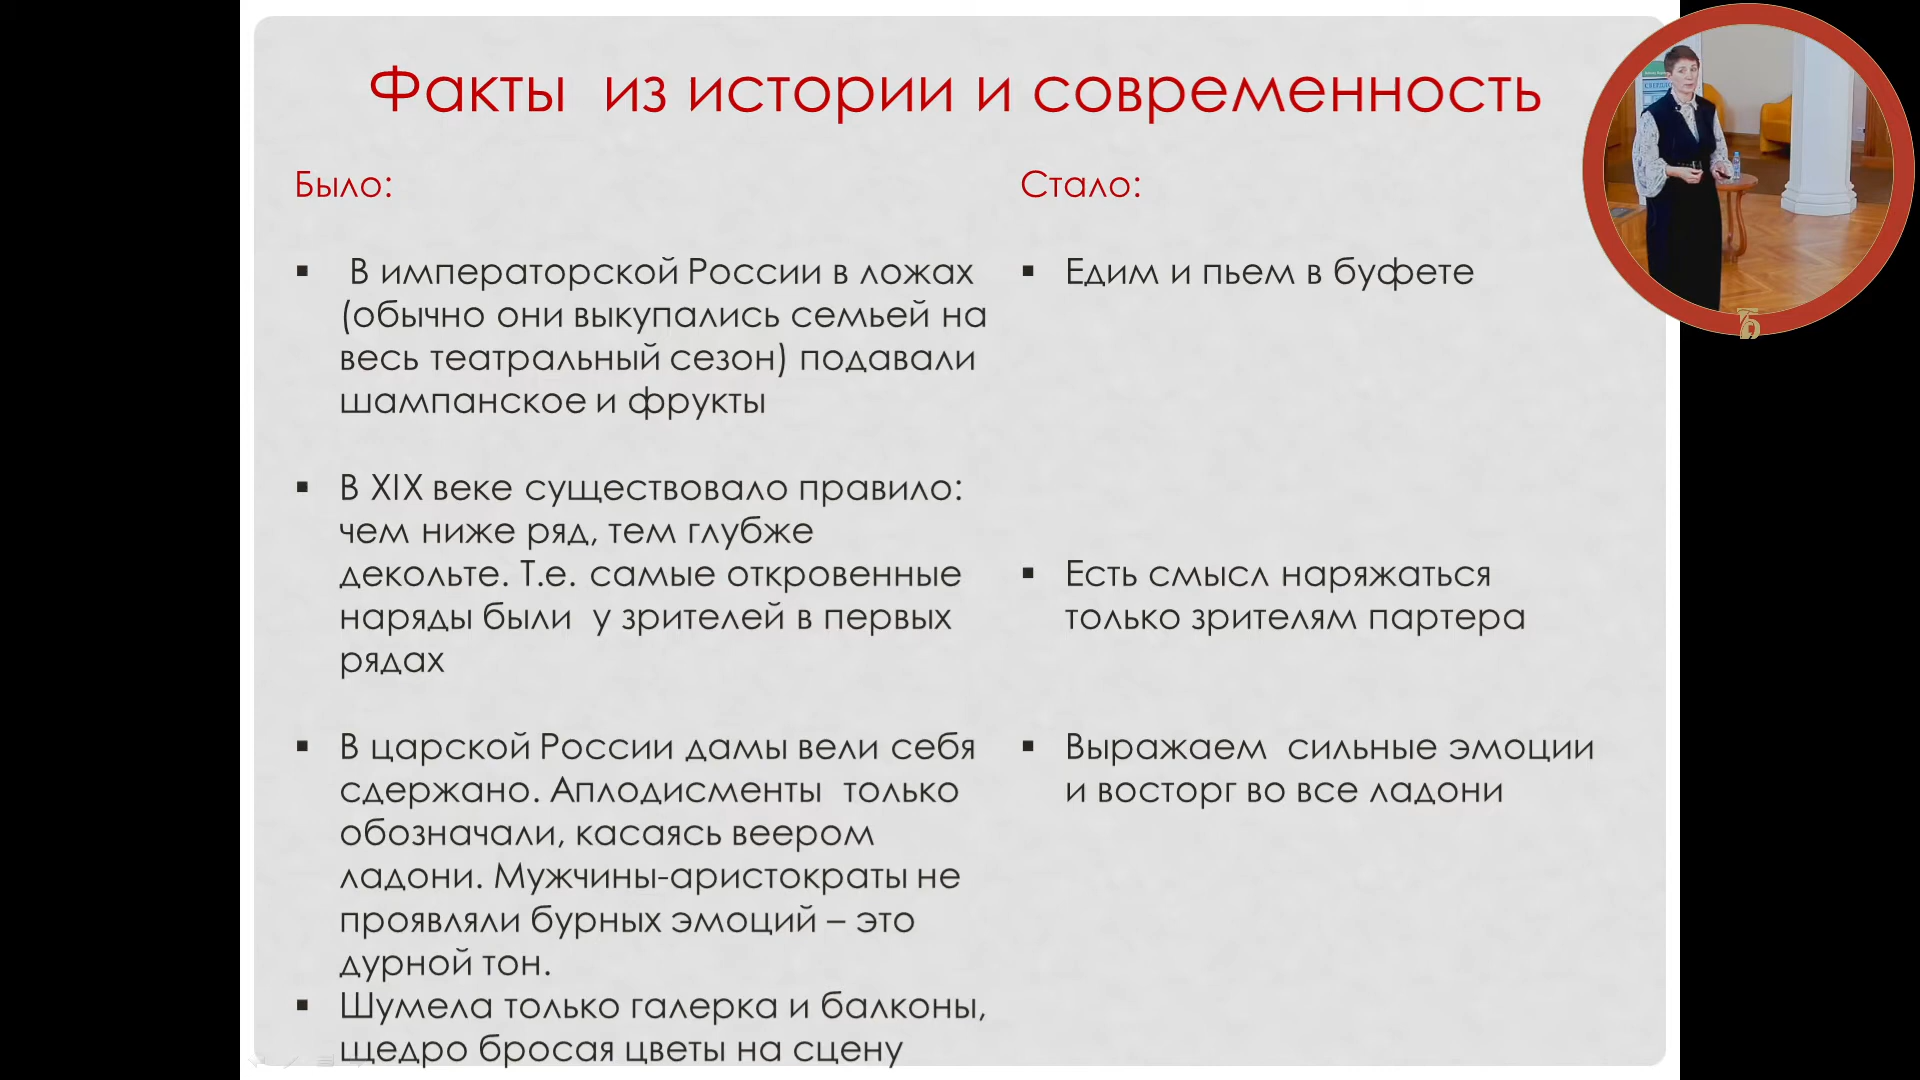 Факты из истории и современность
Было:
▪ В императорской России в ложах
(обычно они выкупались семьей на
весь театральный сезон) подавали
шампанское и фрукты
▪ В XIX веке существовало правило:
чем ниже ряд, тем глубже
декольте. Т.е. самые откровенные
наряды были у зрителей в первых
рядах
▪ В царской России дамы вели себя
сдержано. Аплодисменты только
обозначали, касаясь веером
ладони. Мужчины-аристократы не
проявляли бурных эмоций – это
дурной тон.
▪ Шумела только галерка и балконы,
щедро бросая цветы на сцену
Стало:
▪ Едим и пьем в буфете
▪ Есть смысл наряжаться
только зрителям партера
▪ Выражаем сильные эмоции
и восторг во все ладони